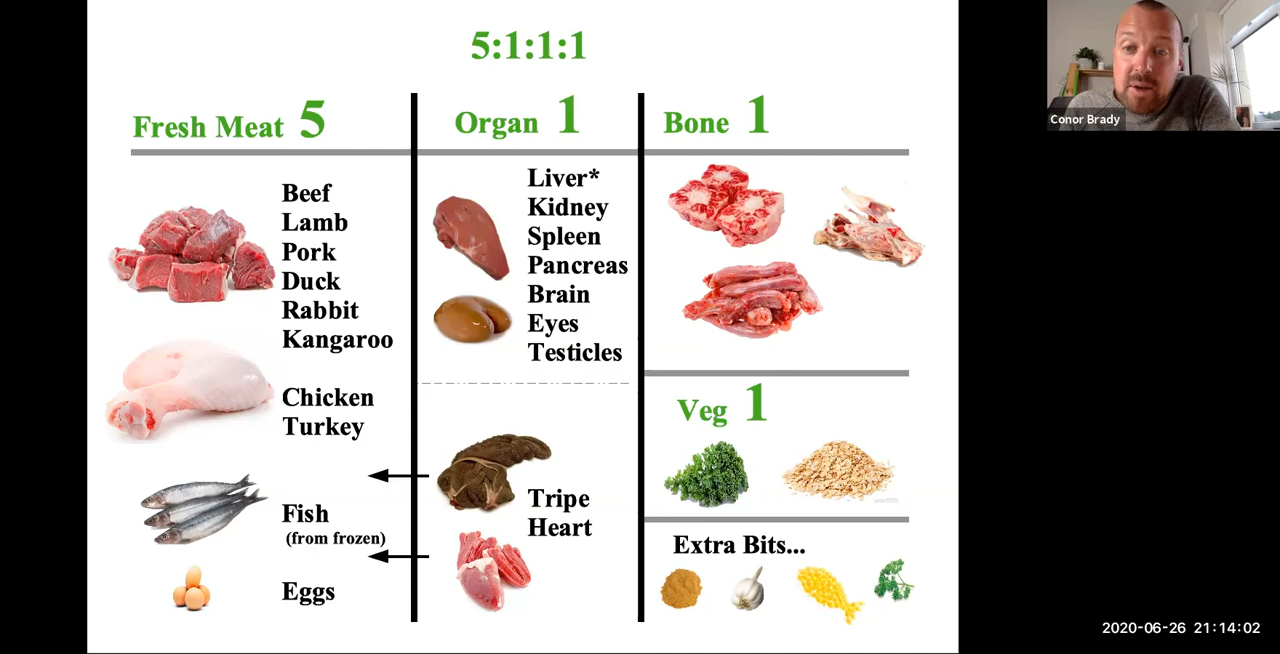 5:1:1:1
Fresh Meat 5
Beef
Lamb
Pork
Duck
Rabbit
Kangaroo
Chicken
Turkey
Fish
(from frozen)
Eggs
Organ 1
Liver*
Kidney
Spleen
Pancreas
Brain
Eyes
Testicles
Tripe
Heart
Bone 1
Veg 1
Extra Bits...
Conor Brady
2020-06-26 21:14:02